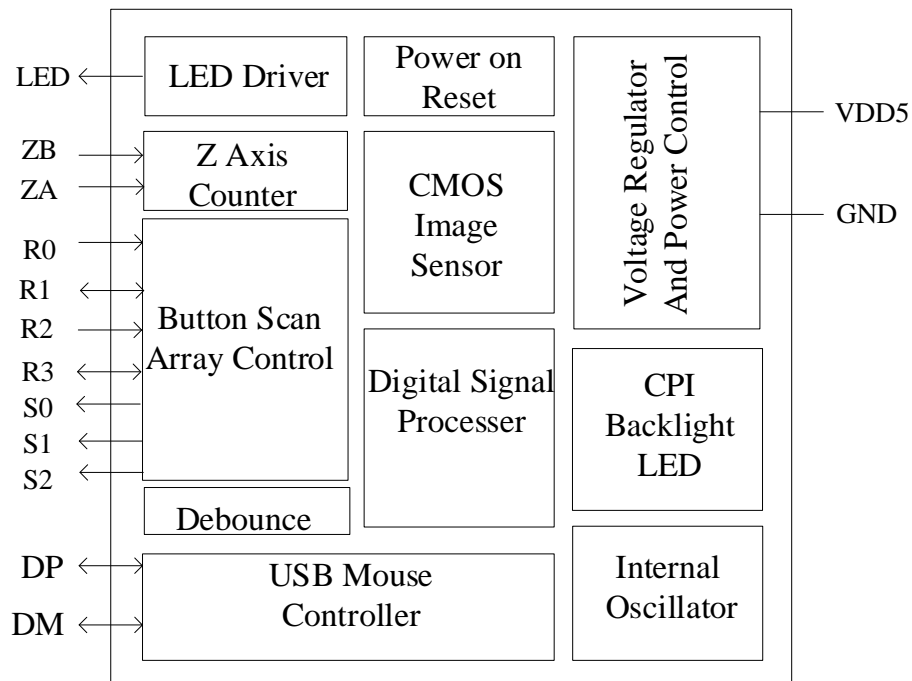 LED
ZB
ZA
R0
R1
R2
R3
S0
S1
S2
DP
DM
LED Driver
Z Axis
Counter
Button Scan
Array Control
Debounce
USB Mouse
Controller
Power on
Reset
CMOS
Image
Sensor
Digital Signal
Processer
Voltage Regulator
And Power Control
CPI
Backlight
LED
Internal
Oscillator
VDD5
GND